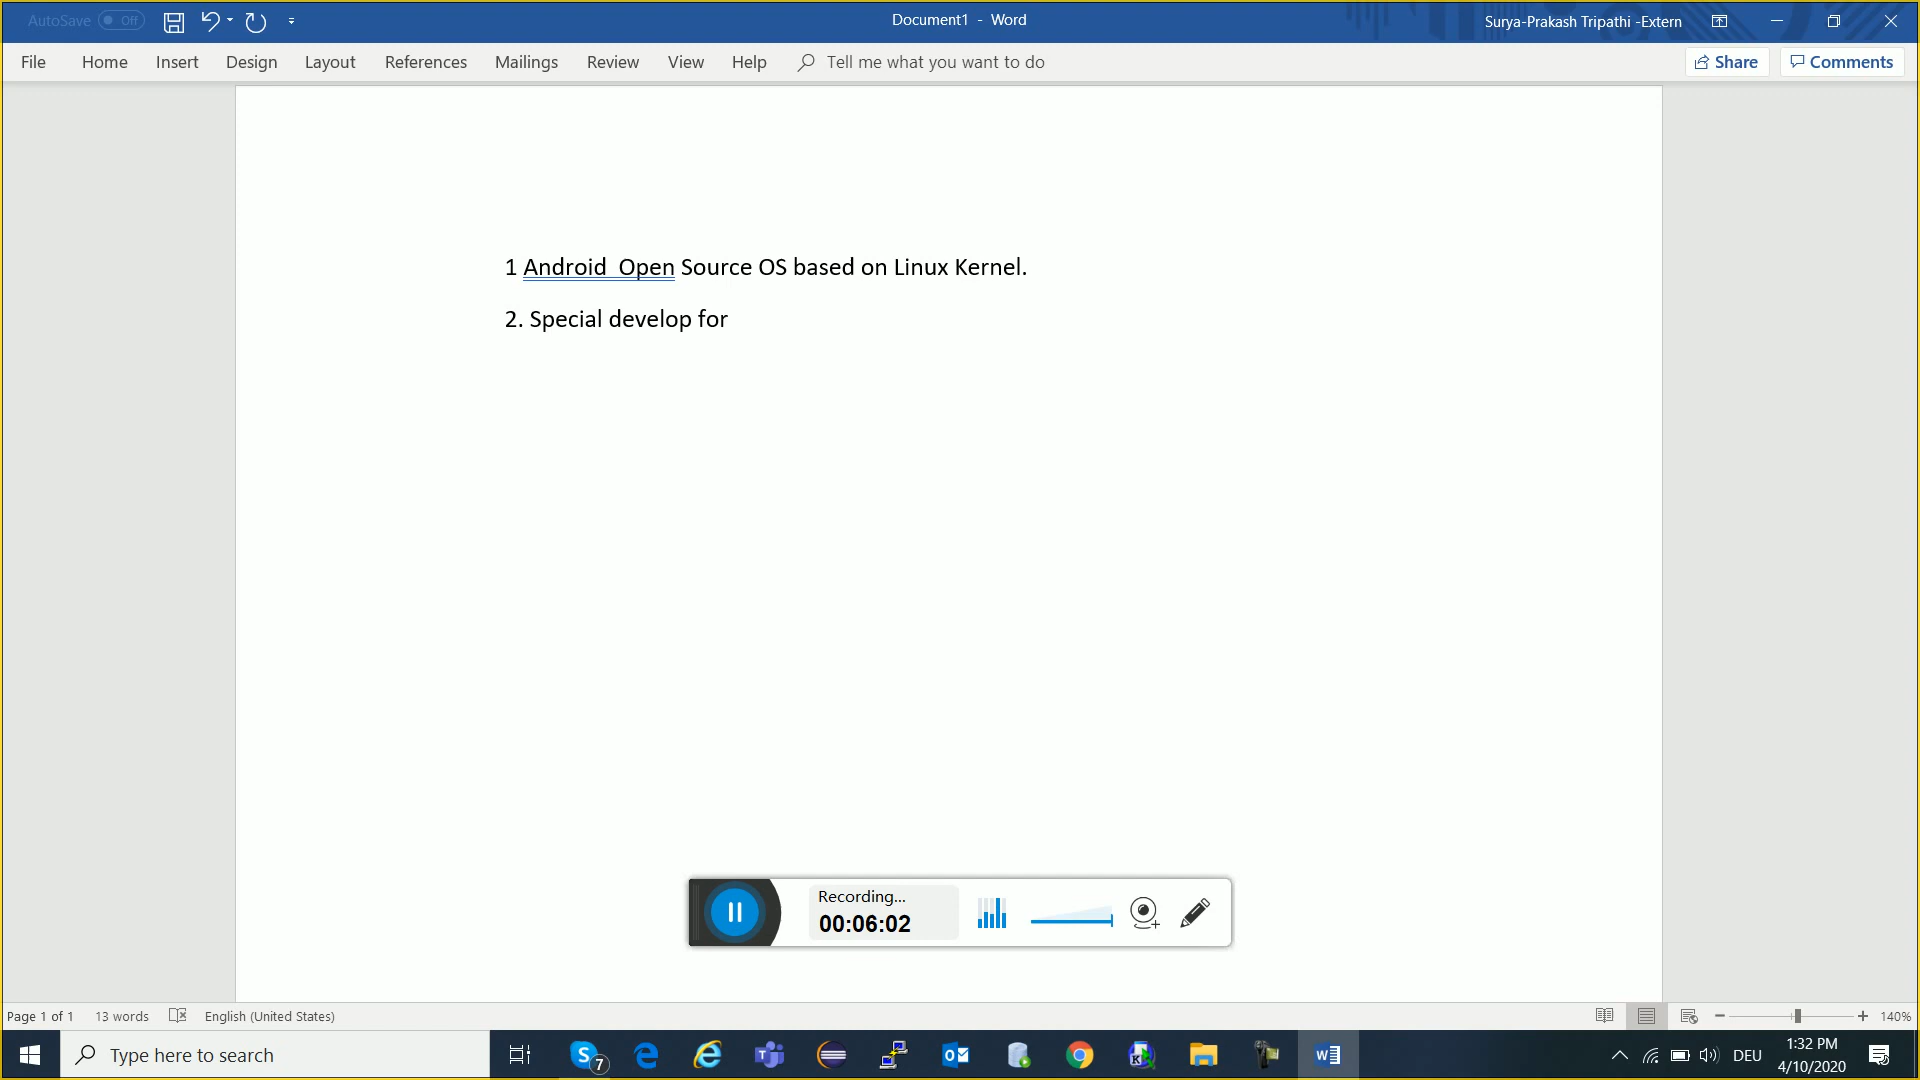 AutoSave Off Document1 - Word Surya-Prakash Tripathi -Extern
File Home Insert Design Layout References Mailings Review View Help Tell me what you want to do Share Comments
1 Android  Open Source OS based on Linux Kernel.
2. Special develop for
Recording...
00:06:02
Page 1 of 1 13 words English (United States) 140%
Type here to search 7 DEU 1:32 PM
4/10/2020